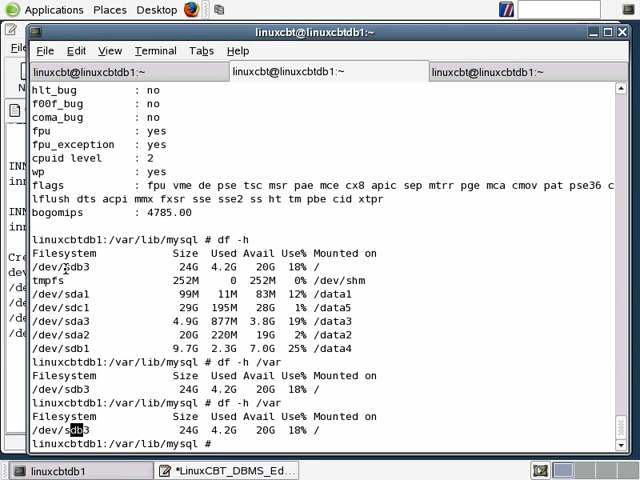 Applications Places Desktop
linuxcbt@linuxcbtdb1:~
File Edit View Terminal Tabs Help
linuxcbt@linuxcbtdb1:~ linuxcbt@linuxcbtdb1:~ linuxcbt@linuxcbtdb1:~
hlt_bug : no
f00f_bug : no
coma_bug : no
fpu : yes
fpu_exception : yes
cpuid level : 2
wp : yes
flags : fpu vme de pse tsc msr pae mce cx8 apic sep mtrr pge mca cmov pat pse36 c
lflush dts acpi mmx fxsr sse sse2 ss ht tm pbe cid xtpr
bogomips : 4785.00
linuxcbtdb1:/var/lib/mysql # df -h
Filesystem Size Used Avail Use% Mounted on
/dev/sdb3 24G 4.2G 20G 18% /
tmpfs 252M 0 252M 0% /dev/shm
/dev/sda1 99M 11M 83M 12% /data1
/dev/sdc1 29G 195M 28G 1% /data5
/dev/sda3 4.9G 877M 3.8G 19% /data3
/dev/sda2 20G 220M 19G 2% /data2
/dev/sdb1 9.7G 2.3G 7.0G 25% /data4
linuxcbtdb1:/var/lib/mysql # df -h /var
Filesystem Size Used Avail Use% Mounted on
/dev/sdb3 24G 4.2G 20G 18% /
linuxcbtdb1:/var/lib/mysql # df -h /var
Filesystem Size Used Avail Use% Mounted on
/dev/sdb3 24G 4.2G 20G 18% /
linuxcbtdb1:/var/lib/mysql #
linuxcbtdb1 *LinuxCBT_DBMS_Ed...